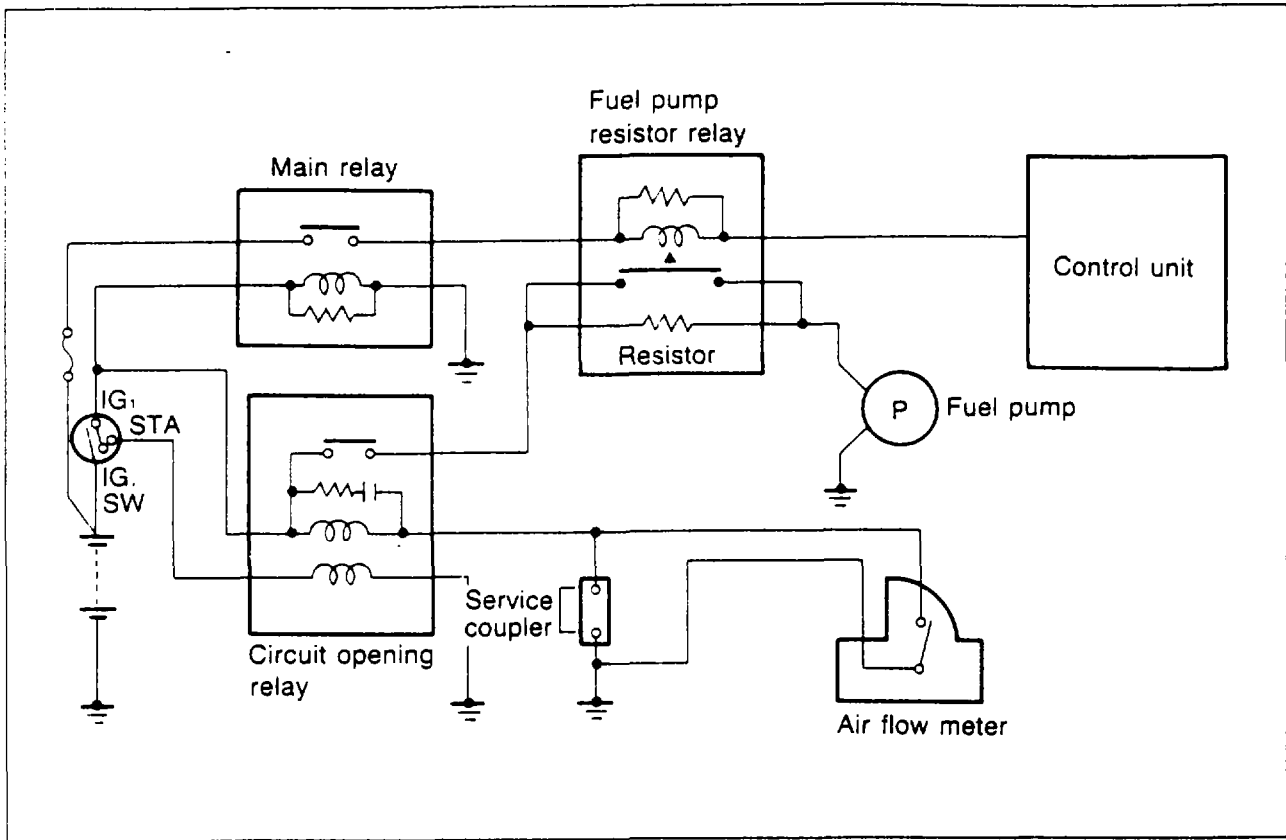 Fuel pump
resistor relay
Main relay
Control unit
Resistor
IG1
STA
P
Fuel pump
IG.
SW
Service
coupler
Circuit opening
relay
Air flow meter